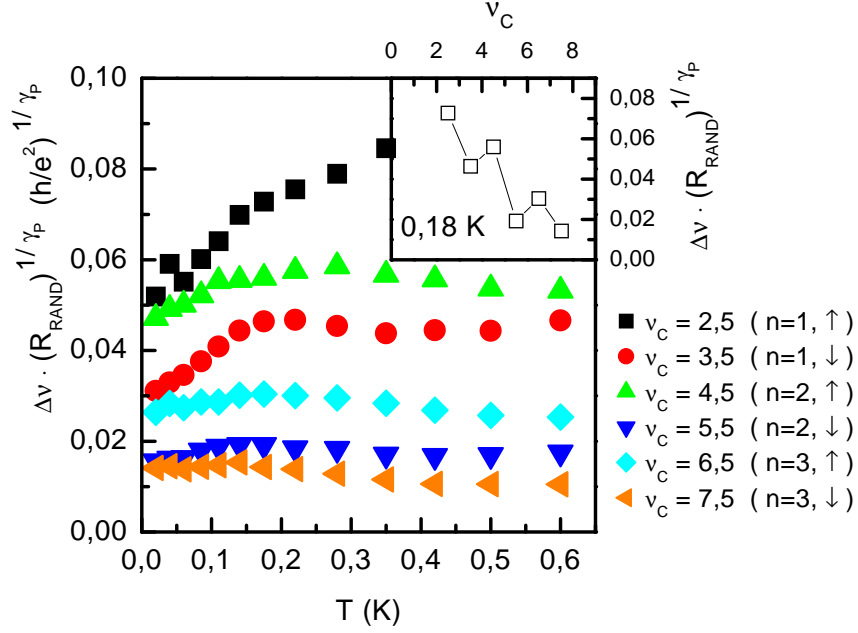 ν_C
0 2 4 6 8
0,10
0,08
0,06
0,04
0,02
0,00
Δν · (R_RAND)^1/γ_P (h/e²)^1/γ_P
0,08
0,06
0,04
0,02
0,00
Δν · (R_RAND)^1/γ_P
0,18 K
ν_C = 2,5 ( n=1, ↑)
ν_C = 3,5 ( n=1, ↓)
ν_C = 4,5 ( n=2, ↑)
ν_C = 5,5 ( n=2, ↓)
ν_C = 6,5 ( n=3, ↑)
ν_C = 7,5 ( n=3, ↓)
0,0 0,1 0,2 0,3 0,4 0,5 0,6
T (K)